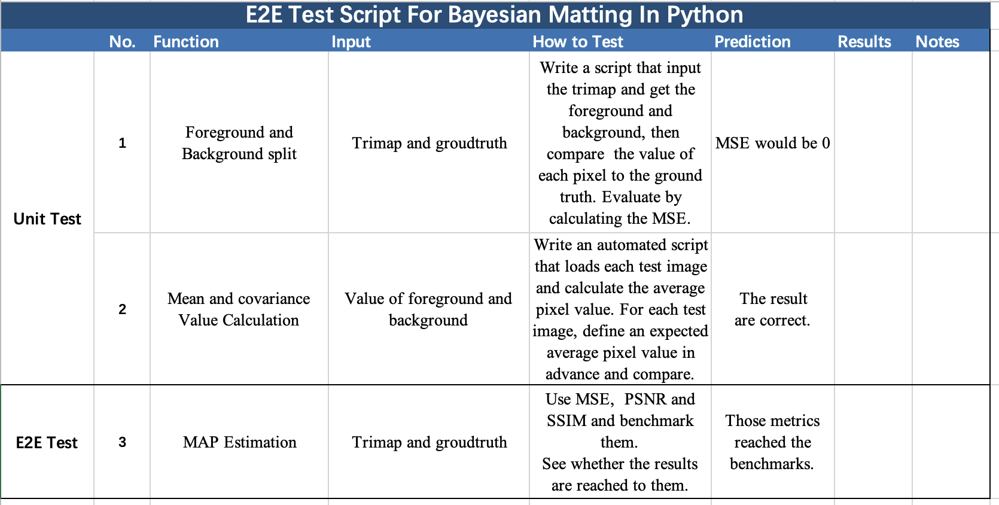 E2E Test Script For Bayesian Matting In Python
No. Function Input How to Test Prediction Results Notes
Unit Test
1
Foreground and
Background split
Trimap and groudtruth
Write a script that input
the trimap and get the
foreground and
background, then
compare the value of
each pixel to the ground
truth. Evaluate by
calculating the MSE.
MSE would be 0
2
Mean and covariance
Value Calculation
Value of foreground and
background
Write an automated script
that loads each test image
and calculate the average
pixel value. For each test
image, define an expected
average pixel value in
advance and compare.
The result
are correct.
E2E Test
3
MAP Estimation
Trimap and groudtruth
Use MSE, PSNR and
SSIM and benchmark
them.
See whether the results
are reached to them.
Those metrics
reached the
benchmarks.